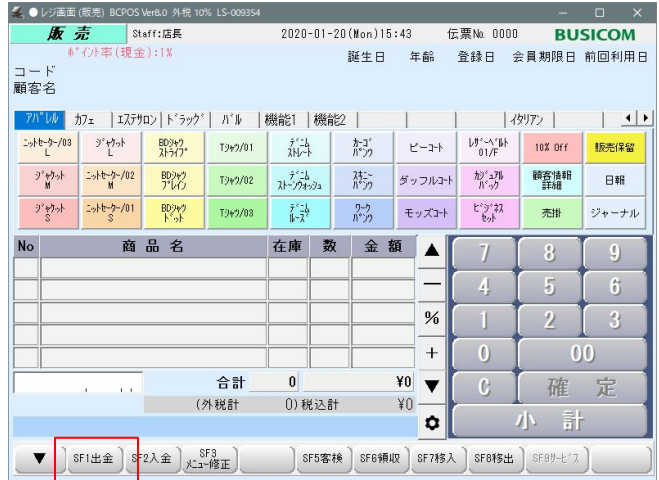 ●レジ画面(販売) BCPOS Ver8.0 外税 10% LS-009354
販 売 Staff:店長 2020-01-20(Mon)15:43 伝票No. 0000 BUSICOM
ポイント率(現金):1% 誕生日 年齢 登録日 会員期限日 前回利用日
コード
顧客名
アパレル カフェ エステサロン ドラッグ バル 機能1 機能2 イタリアン
ニットセーター/03 L ジャケット L BDシャツ ストライプ Tシャツ/01 デニム ストレート カーゴ パンツ ピーコート レザーベルト 01/F 10% Off 販売保留
ジャケット M ニットセーター/02 M BDシャツ プレイン Tシャツ/02 デニム ストーンウォッシュ スキニー パンツ ダッフルコート カジュアル バック 顧客情報 詳細 日報
ジャケット S ニットセーター/01 S BDシャツ ドット Tシャツ/03 デニム ルーズ ワーク パンツ モッズコート ビジネス セット 売掛 ジャーナル
No 商 品 名 在庫 数 金 額 ▲ 7 8 9
— 4 5 6
% 1 2 3
+ 0 00
合計 0 ¥0 ▼ C 確 定
(外税計 0)税込計 ¥0 小 計
▼ SF1出金 SF2入金 SF3 メニュー修正 SF5客検 SF6領収 SF7移入 SF8移出 SF9サービス